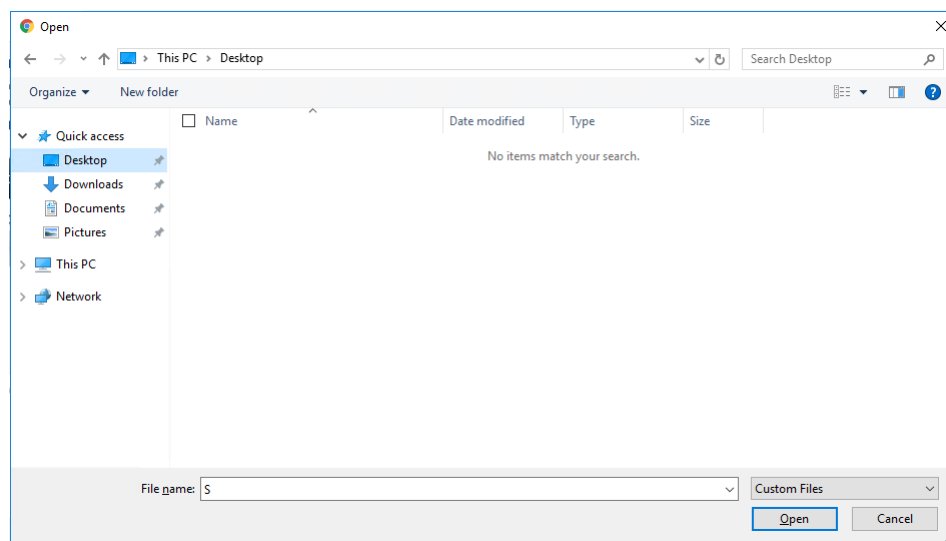 Open
This PC > Desktop
Search Desktop
Organize
New folder
?
Name
Date modified
Type
Size
No items match your search.
Quick access
Desktop
Downloads
Documents
Pictures
This PC
Network
File name: S
Custom Files
Open
Cancel